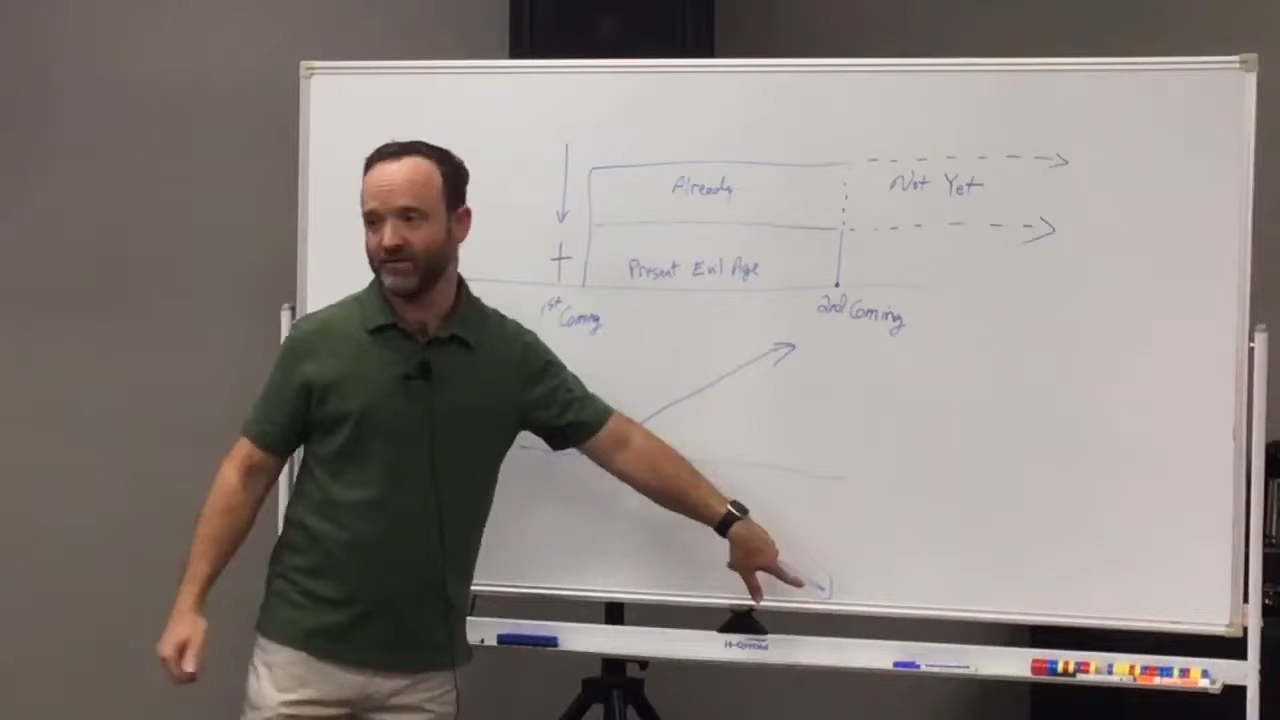 Already
Not Yet
Present Evil Age
1st Coming
2nd Coming